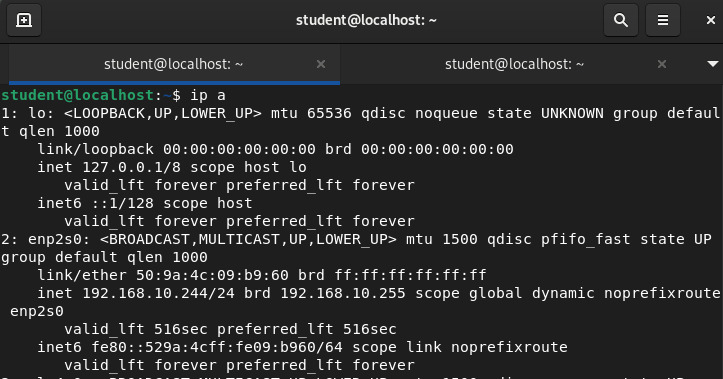 student@localhost: ~
student@localhost: ~
student@localhost: ~
student@localhost:~$ ip a
1: lo: <LOOPBACK,UP,LOWER_UP> mtu 65536 qdisc noqueue state UNKNOWN group defaul
t qlen 1000
link/loopback 00:00:00:00:00:00 brd 00:00:00:00:00:00
inet 127.0.0.1/8 scope host lo
valid_lft forever preferred_lft forever
inet6 ::1/128 scope host
valid_lft forever preferred_lft forever
2: enp2s0: <BROADCAST,MULTICAST,UP,LOWER_UP> mtu 1500 qdisc pfifo_fast state UP
group default qlen 1000
link/ether 50:9a:4c:09:b9:60 brd ff:ff:ff:ff:ff:ff
inet 192.168.10.244/24 brd 192.168.10.255 scope global dynamic noprefixroute
enp2s0
valid_lft 516sec preferred_lft 516sec
inet6 fe80::529a:4cff:fe09:b960/64 scope link noprefixroute
valid_lft forever preferred_lft forever